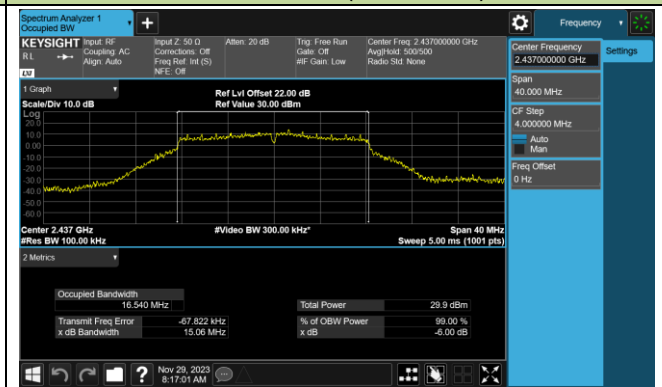 Spectrum Analyzer 1
Occupied BW
+
Frequency
KEYSIGHT
RL
LXI
Input: RF
Coupling: AC
Align: Auto
Input Z: 50 Ω
Corrections: Off
Freq Ref: Int (S)
NFE: Off
Atten: 20 dB
Trig: Free Run
Gate: Off
#IF Gain: Low
Center Freq: 2.437000000 GHz
Avg|Hold: 500/500
Radio Std: None
Center Frequency
2.437000000 GHz
Settings
Span
40.000 MHz
CF Step
4.000000 MHz
Auto
Man
Freq Offset
0 Hz
1 Graph
Scale/Div 10.0 dB
Ref Lvl Offset 22.00 dB
Ref Value 30.00 dBm
Log
20.0
10.0
0.00
-10.0
-20.0
-30.0
-40.0
-50.0
-60.0
Center 2.437 GHz
#Res BW 100.00 kHz
#Video BW 300.00 kHz*
Span 40 MHz
Sweep 5.00 ms (1001 pts)
2 Metrics
Occupied Bandwidth
16.540 MHz
Total Power 29.9 dBm
Transmit Freq Error -67.822 kHz
% of OBW Power 99.00 %
x dB Bandwidth 15.06 MHz
x dB -6.00 dB
?
Nov 29, 2023
8:17:01 AM